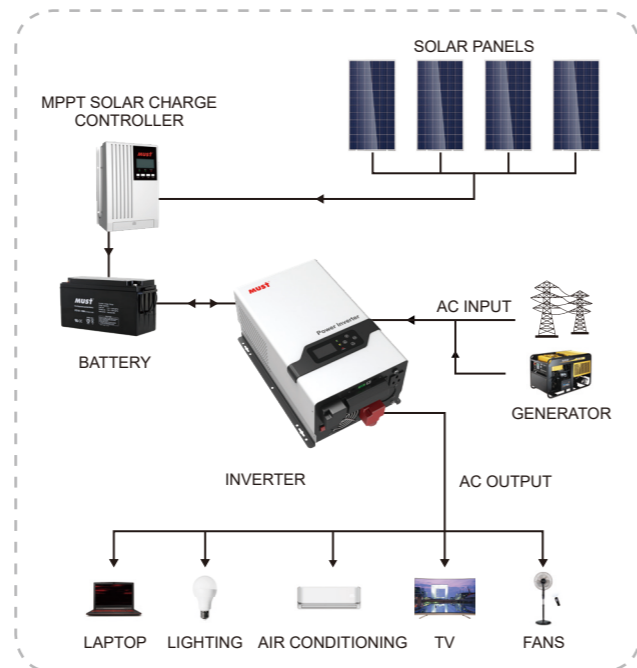 SOLAR PANELS
MPPT SOLAR CHARGE
CONTROLLER
MUST
MUST
BATTERY
MUST
Power Inverter
AC INPUT
GENERATOR
INVERTER
AC OUTPUT
LAPTOP
LIGHTING
AIR CONDITIONING
TV
FANS